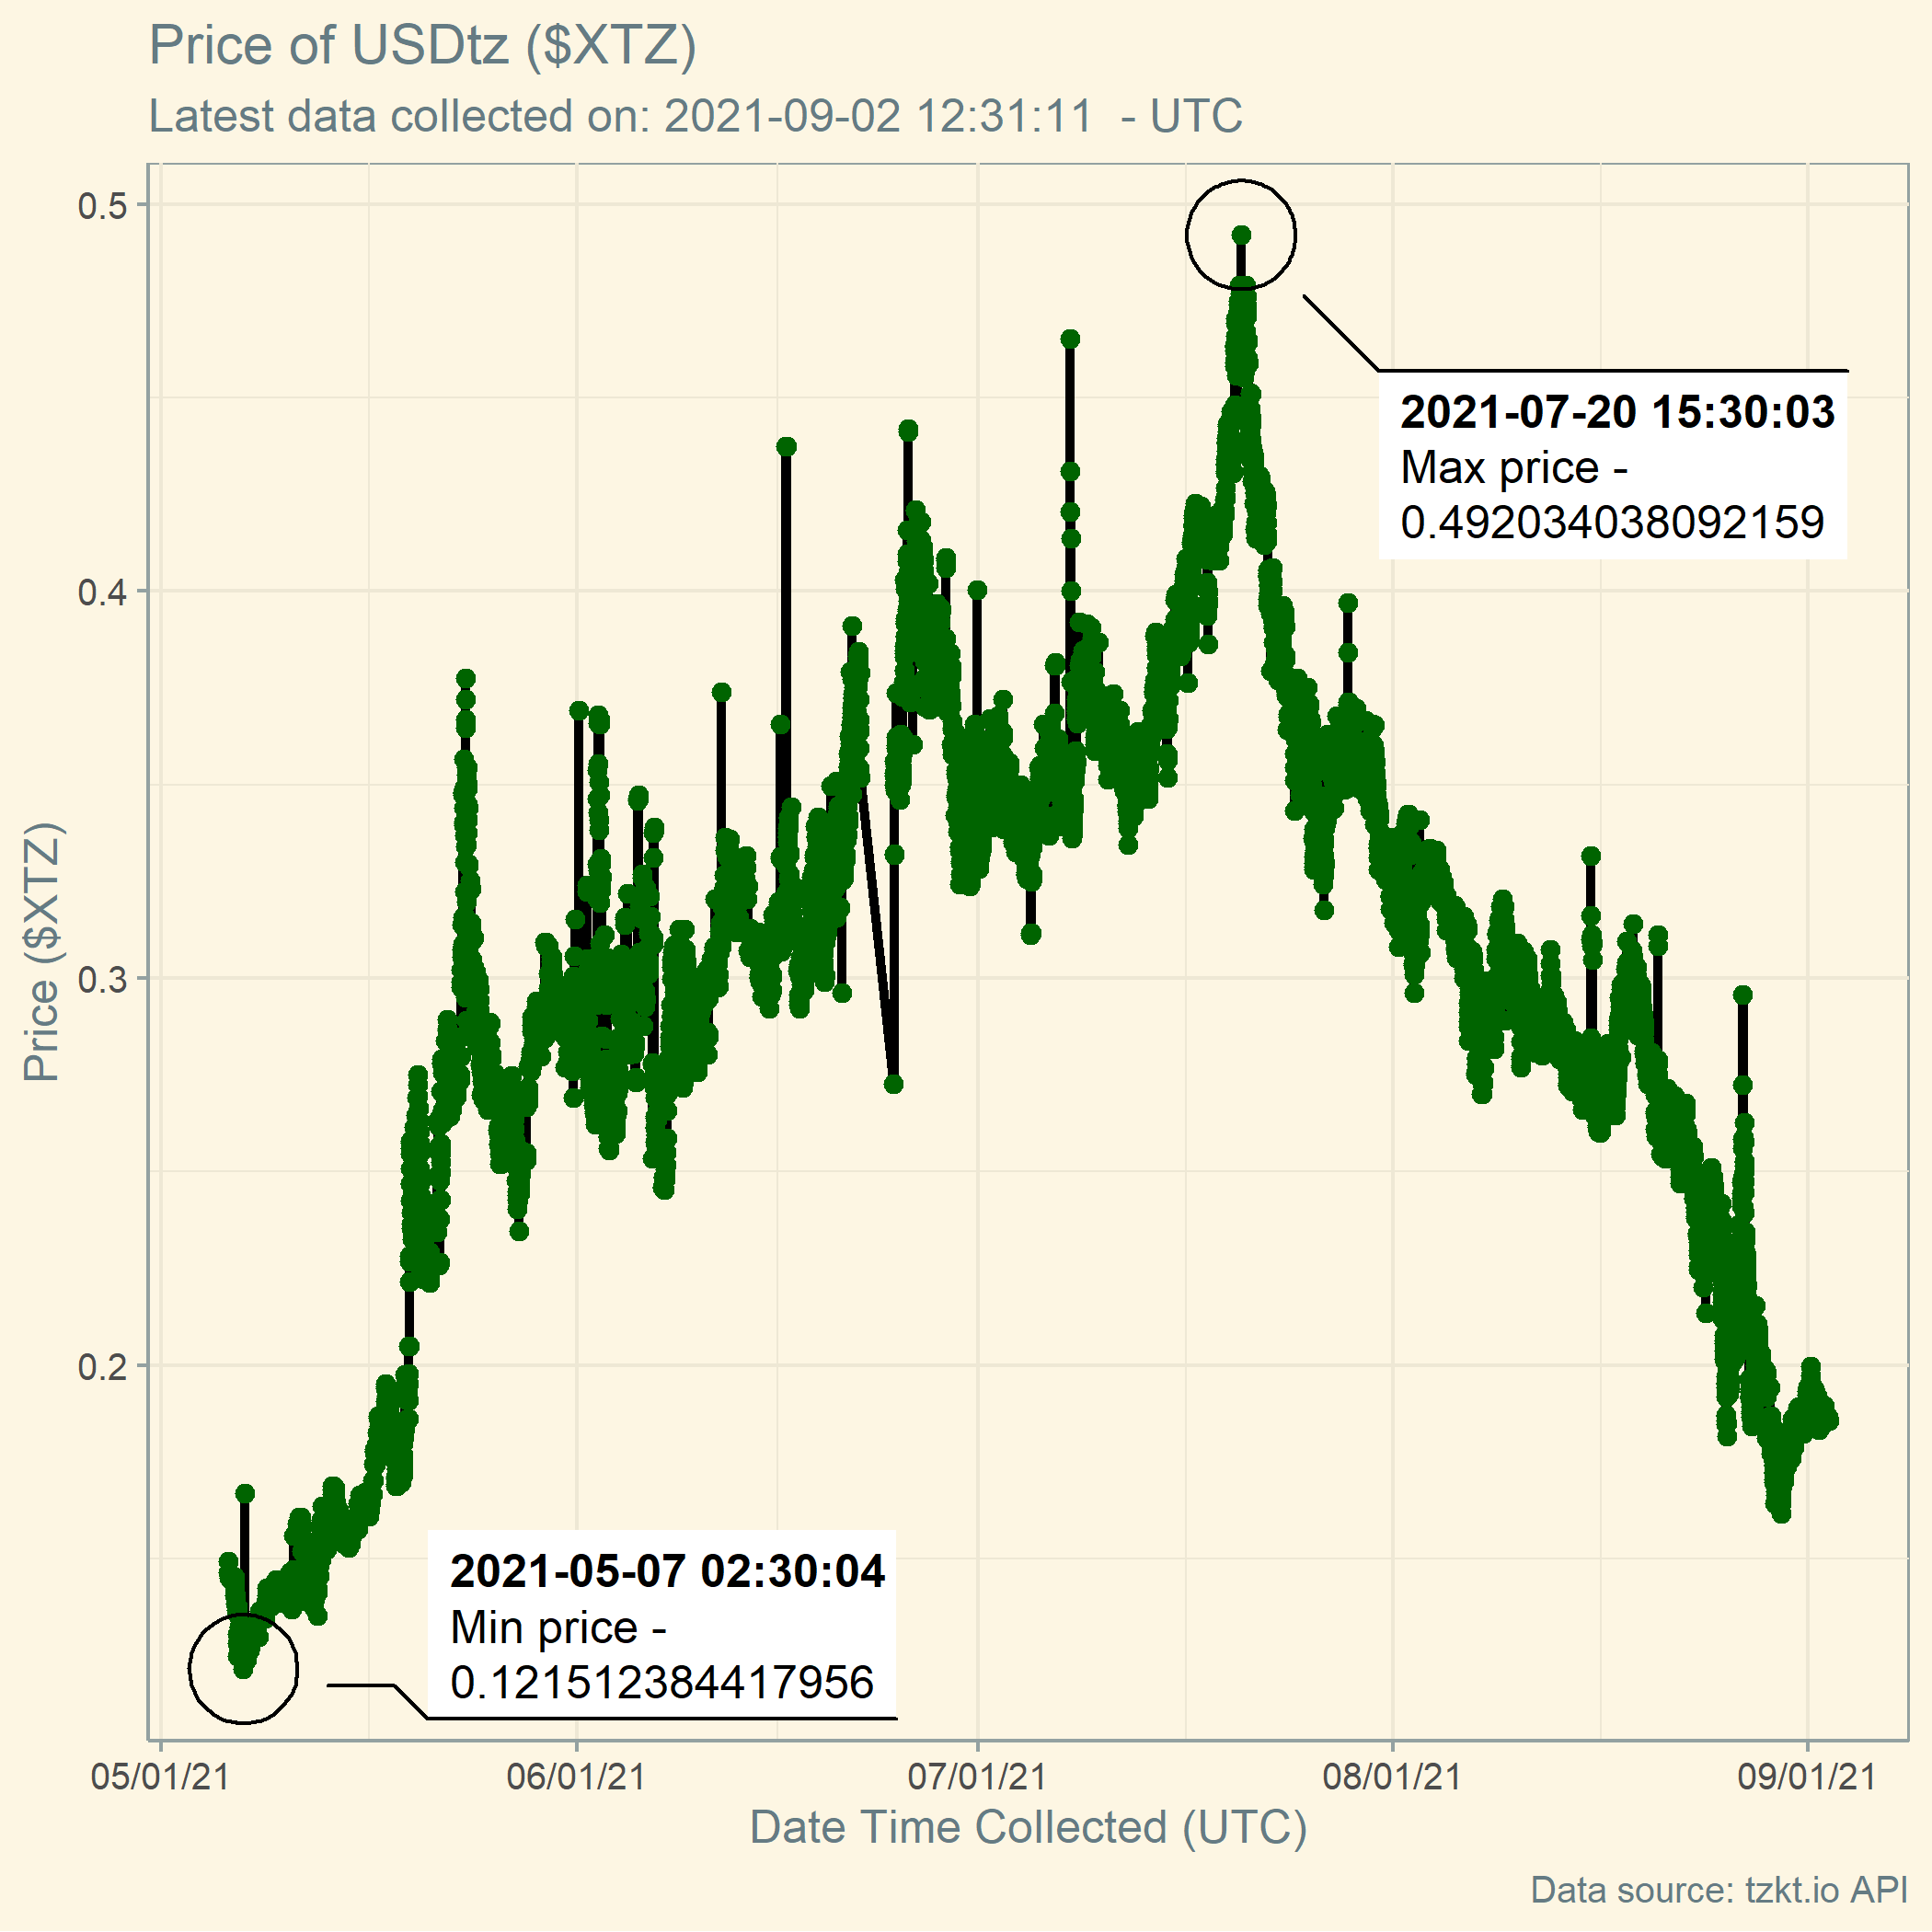 Price of USDtz ($XTZ)
Latest data collected on: 2021-09-02 12:31:11  - UTC
Price ($XTZ)
0.5
0.4
0.3
0.2
2021-07-20 15:30:03
Max price -
0.492034038092159
2021-05-07 02:30:04
Min price -
0.121512384417956
05/01/21
06/01/21
07/01/21
08/01/21
09/01/21
Date Time Collected (UTC)
Data source: tzkt.io API